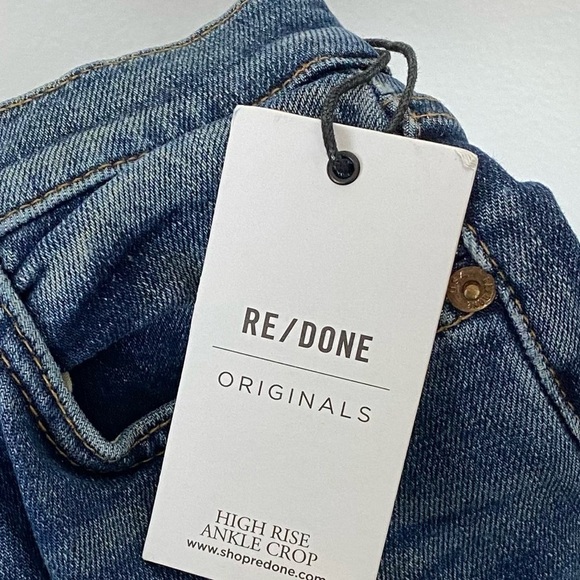 RE/DONE
ORIGINALS
HIGH RISE
ANKLE CROP
www.shopredone.com